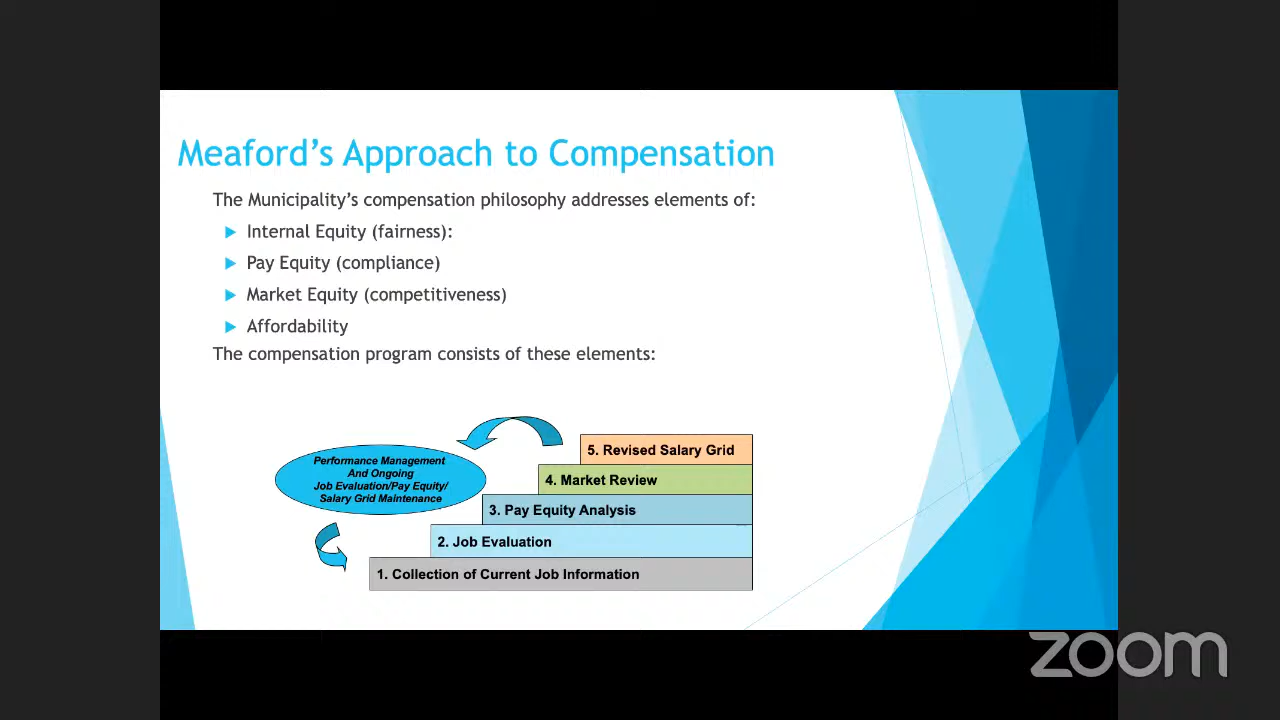 Meaford's Approach to Compensation
The Municipality's compensation philosophy addresses elements of:
Internal Equity (fairness):
Pay Equity (compliance)
Market Equity (competitiveness)
Affordability
The compensation program consists of these elements:
Performance Management
And Ongoing
Job Evaluation/Pay Equity/
Salary Grid Maintenance
5. Revised Salary Grid
4. Market Review
3. Pay Equity Analysis
2. Job Evaluation
1. Collection of Current Job Information
zoom